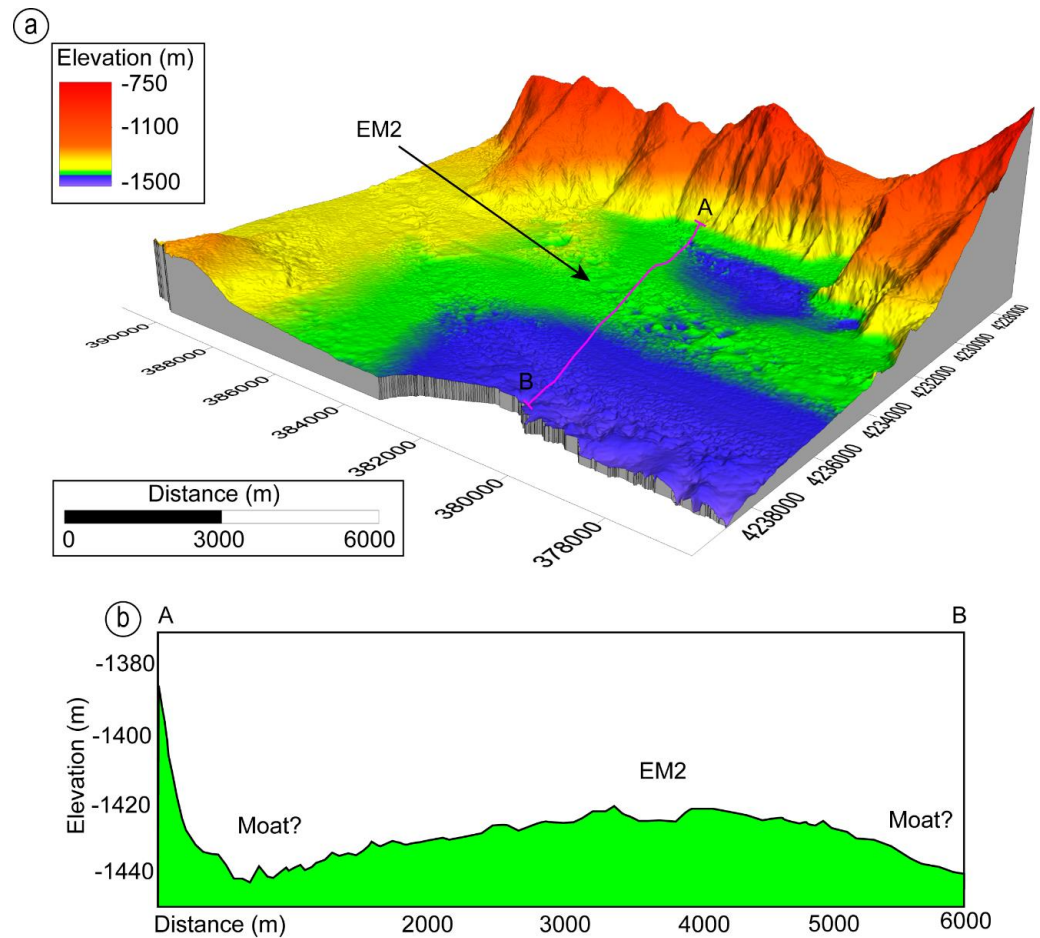 a
Elevation (m)
-750
-1100
-1500
EM2
A
B
390000
388000
386000
384000
382000
380000
378000
4228000
4230000
4232000
4234000
4236000
4238000
Distance (m)
0 3000 6000
b
A B
-1380
-1400
-1420
-1440
Elevation (m)
EM2
Moat? Moat?
Distance (m) 2000 3000 4000 5000 6000